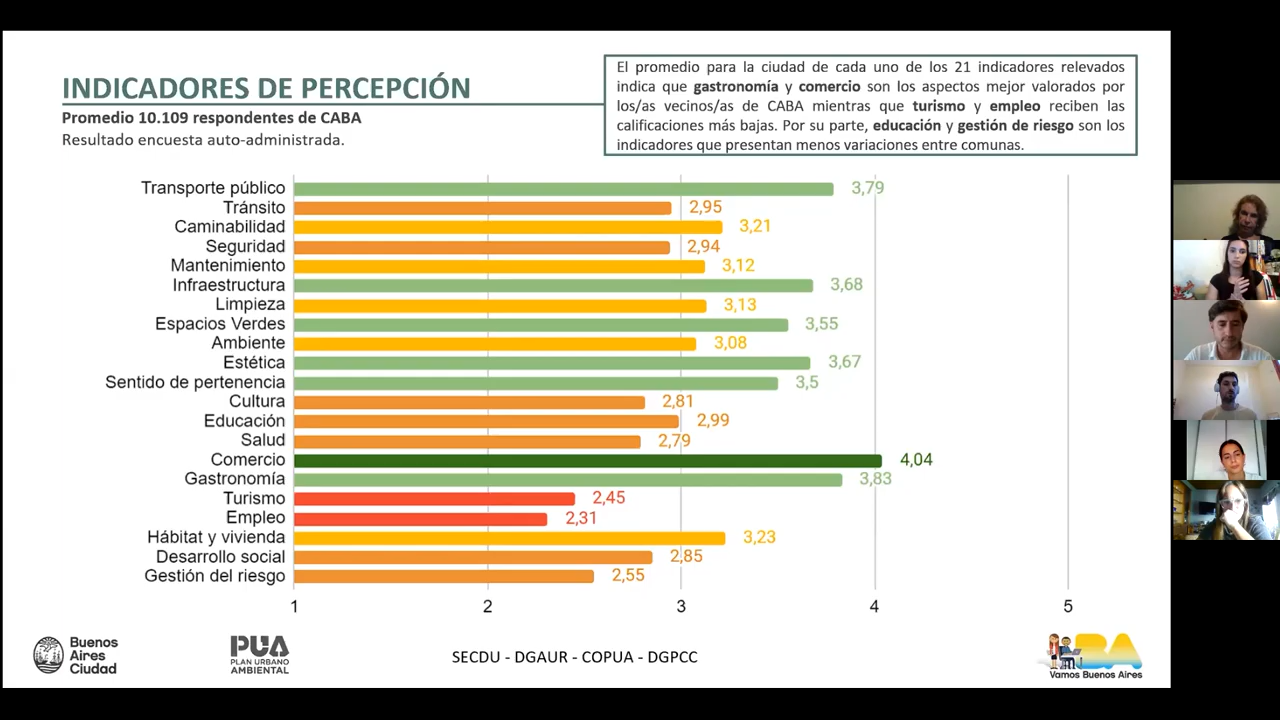 INDICADORES DE PERCEPCIÓN
Promedio 10.109 respondentes de CABA
Resultado encuesta auto-administrada.
El promedio para la ciudad de cada uno de los 21 indicadores relevados
indica que gastronomía y comercio son los aspectos mejor valorados por
los/as vecinos/as de CABA mientras que turismo y empleo reciben las
calificaciones más bajas. Por su parte, educación y gestión de riesgo son los
indicadores que presentan menos variaciones entre comunas.
Transporte público 3,79
Tránsito 2,95
Caminabilidad 3,21
Seguridad 2,94
Mantenimiento 3,12
Infraestructura 3,68
Limpieza 3,13
Espacios Verdes 3,55
Ambiente 3,08
Estética 3,67
Sentido de pertenencia 3,5
Cultura 2,81
Educación 2,99
Salud 2,79
Comercio 4,04
Gastronomía 3,83
Turismo 2,45
Empleo 2,31
Hábitat y vivienda 3,23
Desarrollo social 2,85
Gestión del riesgo 2,55
1 2 3 4 5
Buenos
Aires
Ciudad
PUA
PLAN URBANO
AMBIENTAL
SECDU - DGAUR - COPUA - DGPCC
BA
Vamos Buenos Aires